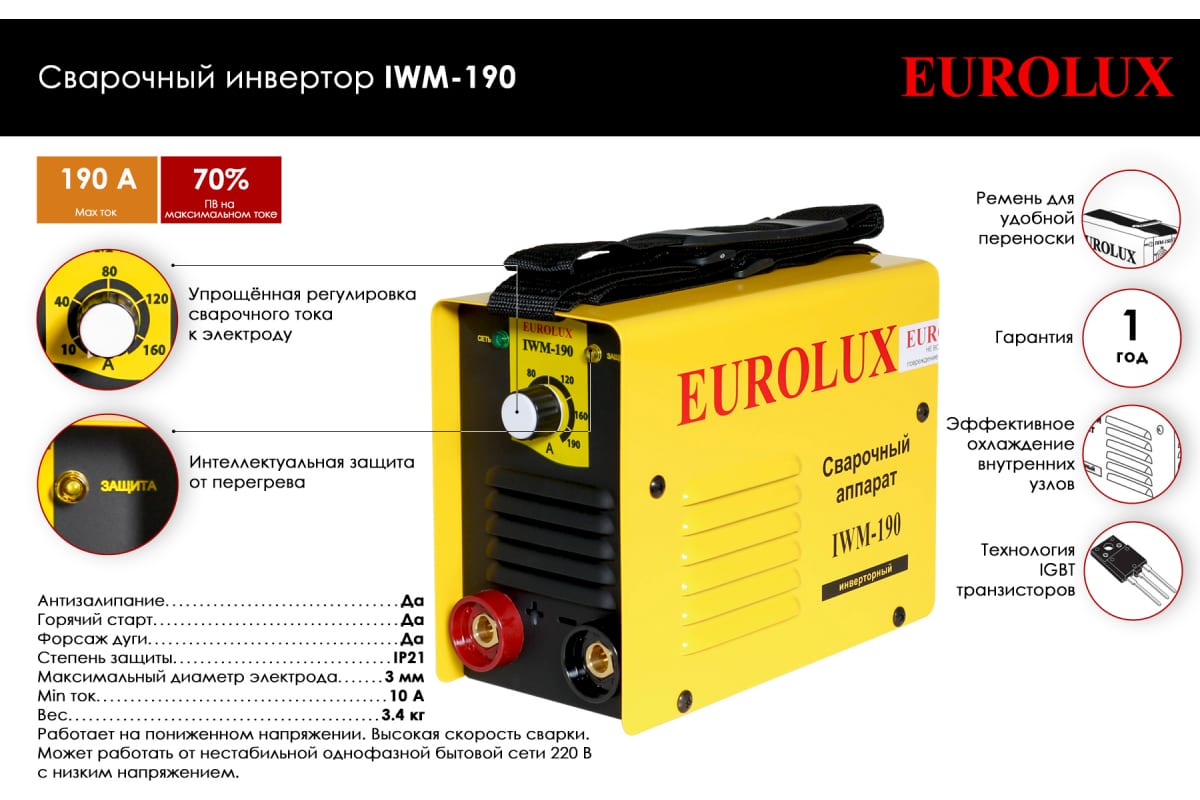 Сварочный инвертор IWM-190
EUROLUX
190 А
Max ток
70%
ПВ на
максимальном токе
80
40
120
10
160
А
Упрощённая регулировка
сварочного тока
к электроду
ЗАЩИТА
Интеллектуальная защита
от перегрева
Антизалипание................................Да
Горячий старт..................................Да
Форсаж дуги...................................Да
Степень защиты............................IP21
Максимальный диаметр электрода.......3 мм
Min ток.........................................10 А
Вес..............................................3.4 кг
Работает на пониженном напряжении. Высокая скорость сварки.
Может работать от нестабильной однофазной бытовой сети 220 В
с низким напряжением.
EUROLUX
СЕТЬ
IWM-190
80
120
160
190
А
+
−
EUROLUX
Сварочный
аппарат
IWM-190
инверторный
Ремень для
удобной
переноски
Гарантия
1
год
Эффективное
охлаждение
внутренних
узлов
Технология
IGBT
транзисторов